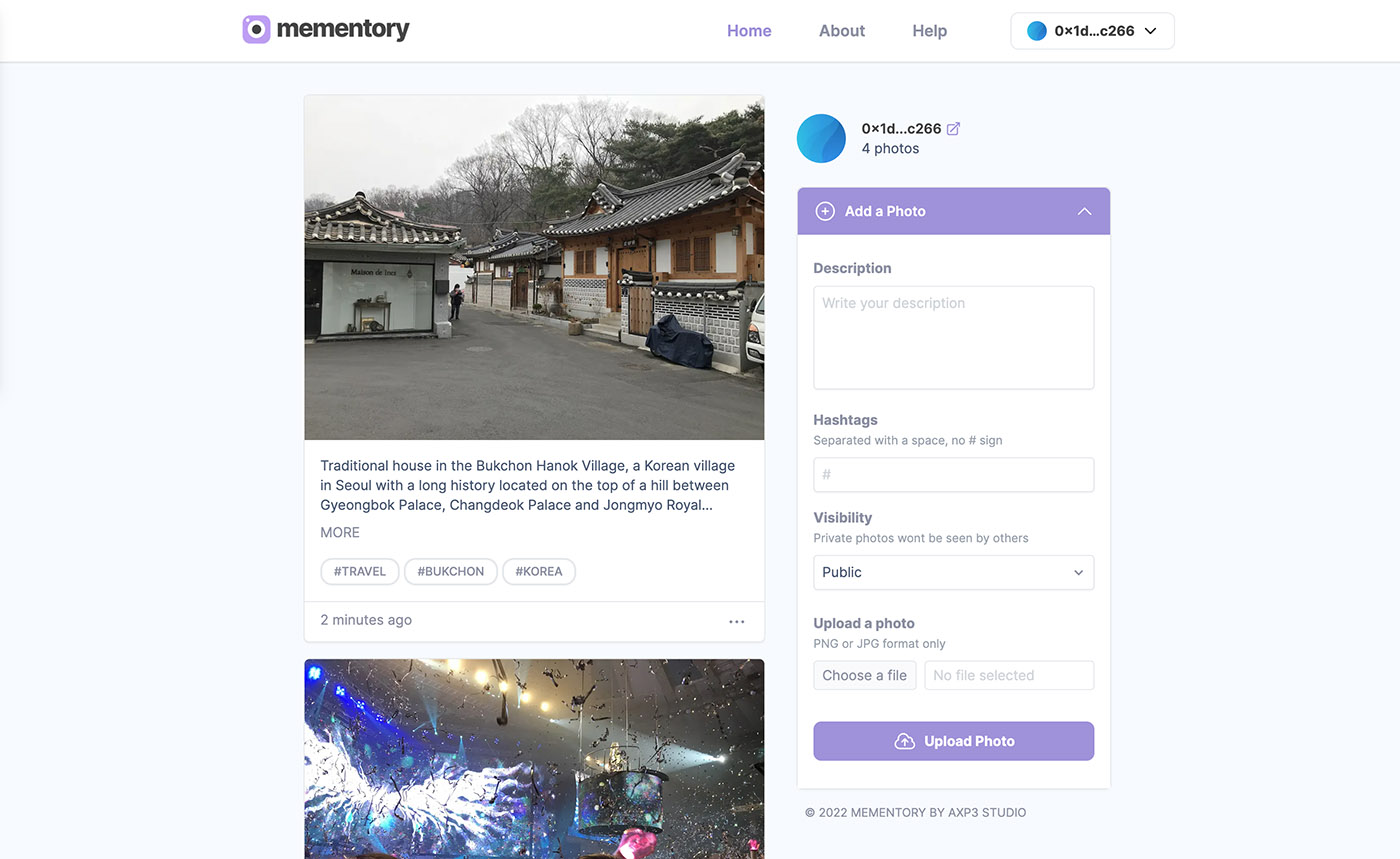 mementory
Home
About
Help
0×1d...c266
Maison de Ines
Traditional house in the Bukchon Hanok Village, a Korean village
in Seoul with a long history located on the top of a hill between
Gyeongbok Palace, Changdeok Palace and Jongmyo Royal...
MORE
#TRAVEL
#BUKCHON
#KOREA
2 minutes ago
0×1d...c266
4 photos
Add a Photo
Description
Write your description
Hashtags
Separated with a space, no # sign
#
Visibility
Private photos wont be seen by others
Public
Upload a photo
PNG or JPG format only
Choose a file
No file selected
Upload Photo
© 2022 MEMENTORY BY AXP3 STUDIO